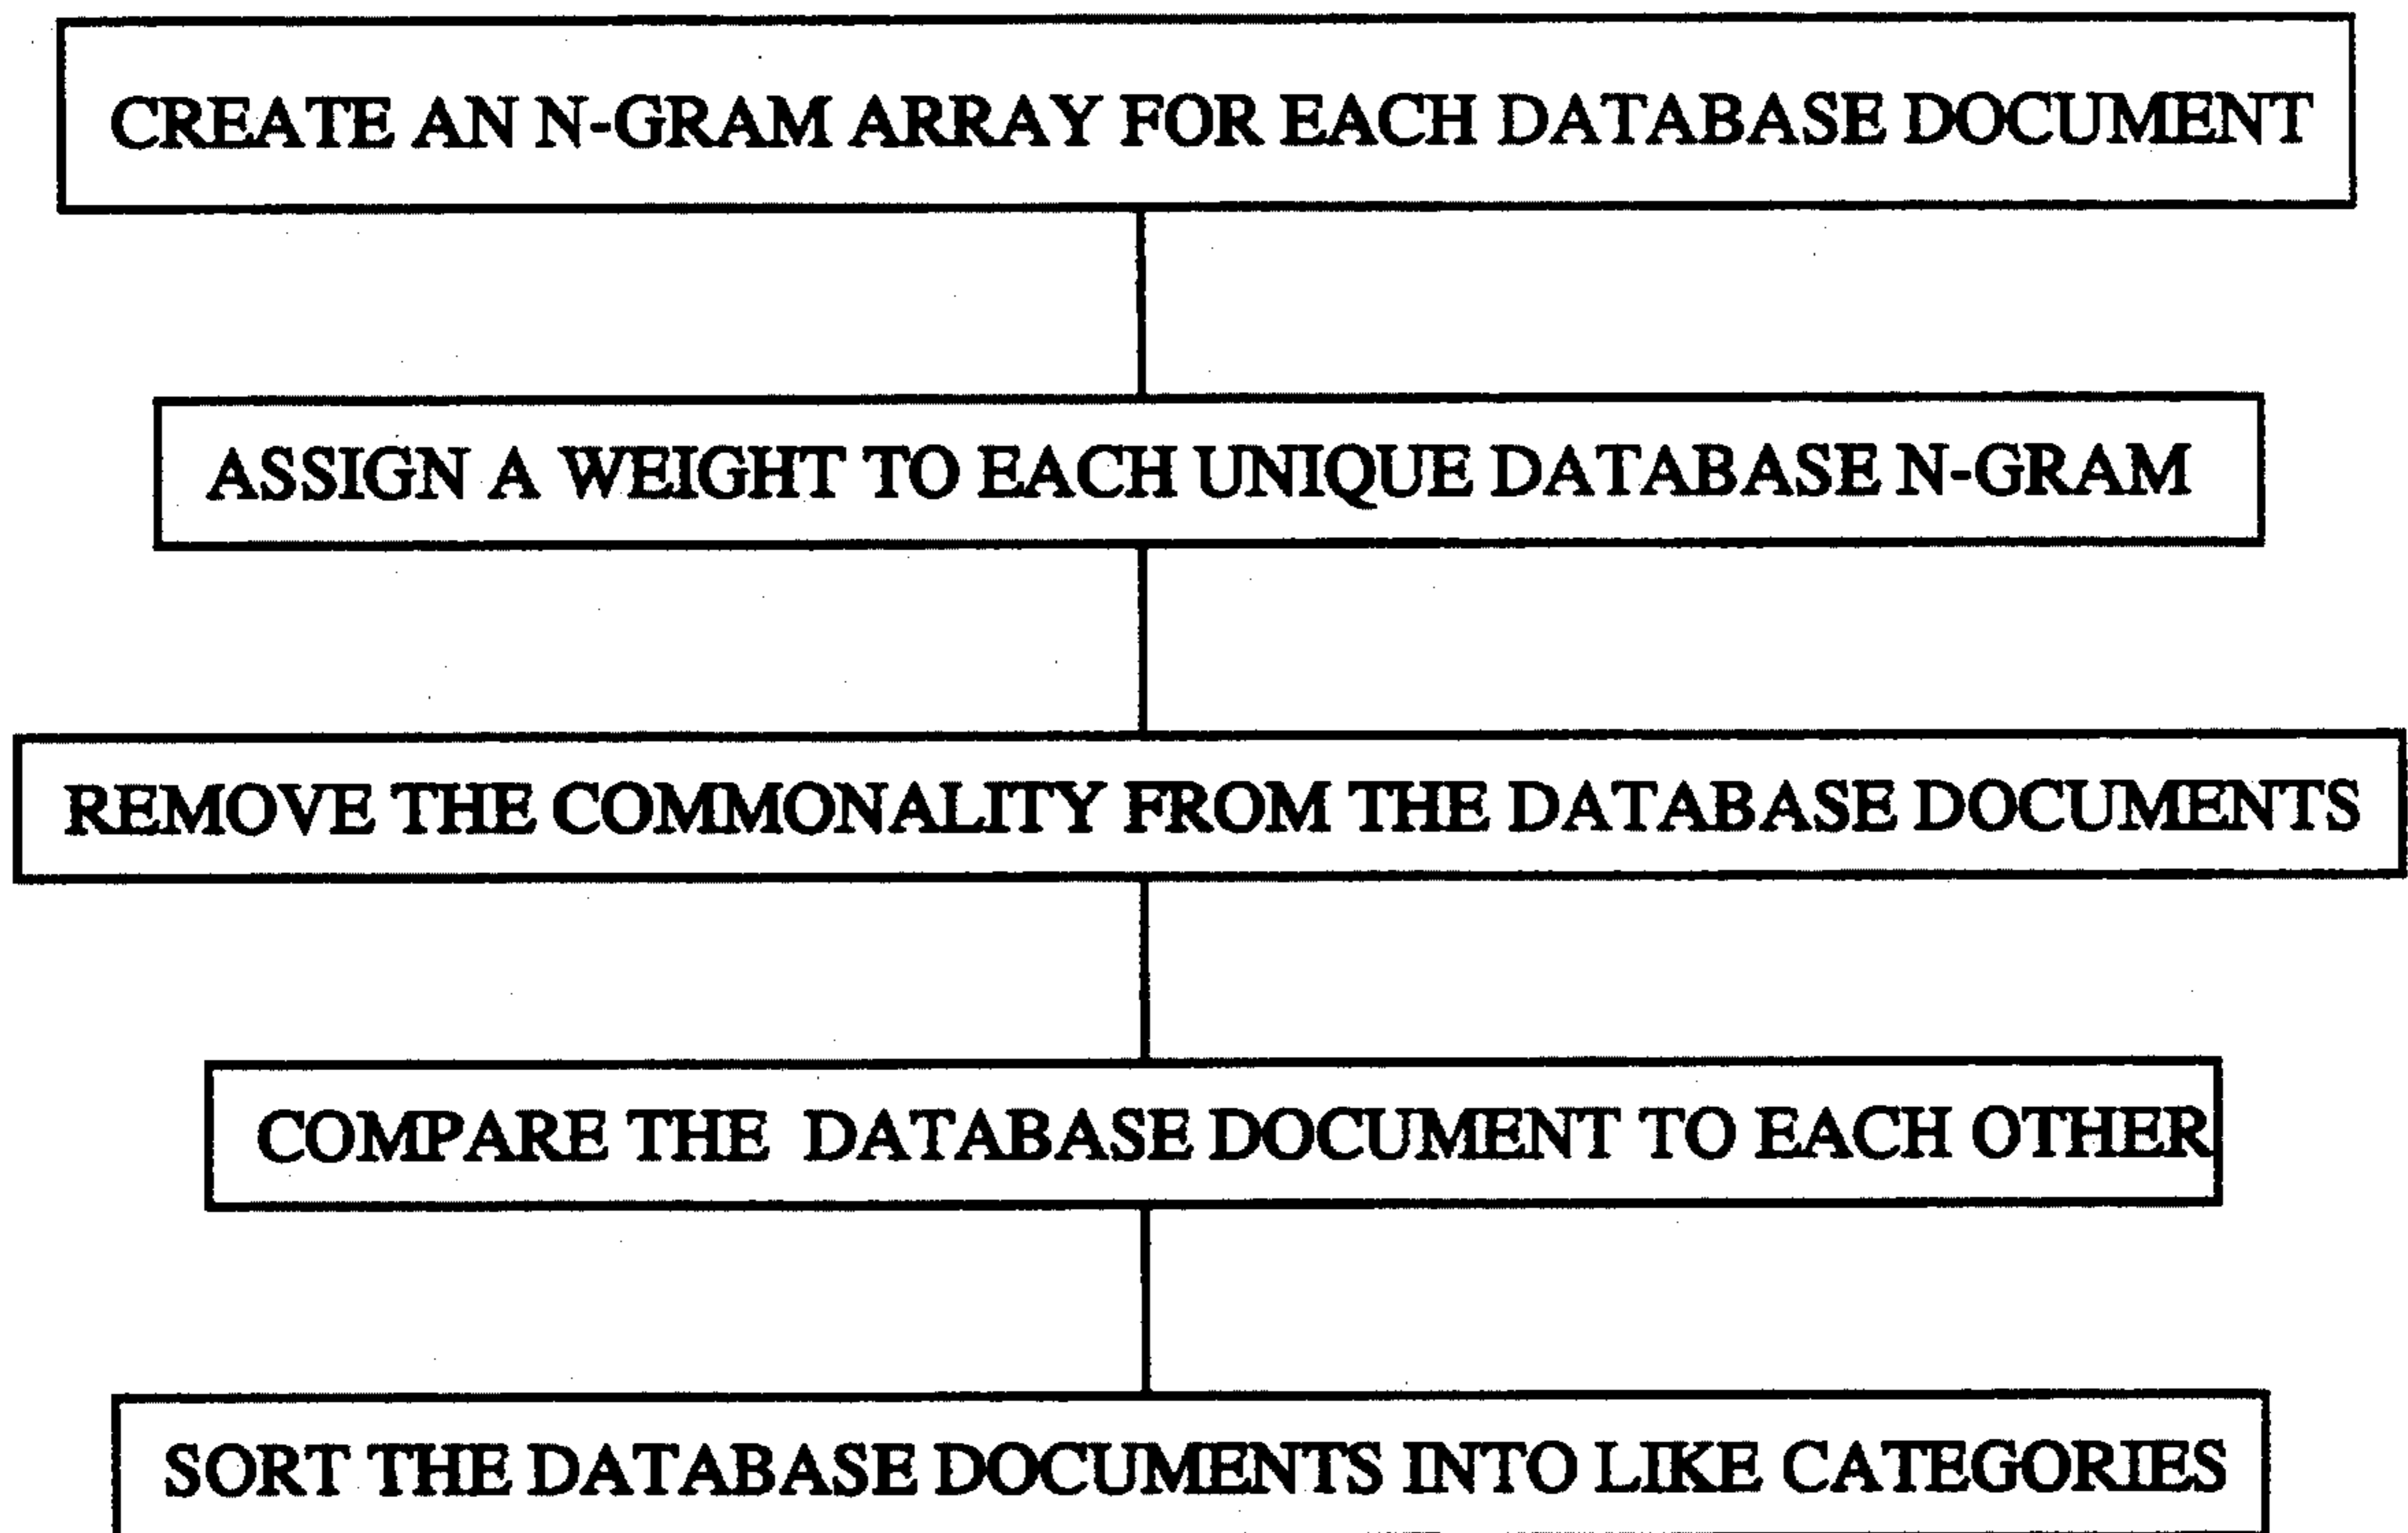 CREATE AN N-GRAM ARRAY FOR EACH DATABASE DOCUMENT
ASSIGN A WEIGHT TO EACH UNIQUE DATABASE N-GRAM
REMOVE THE COMMONALITY FROM THE DATABASE DOCUMENTS
COMPARE THE DATABASE DOCUMENT TO EACH OTHER
SORT THE DATABASE DOCUMENTS INTO LIKE CATEGORIES